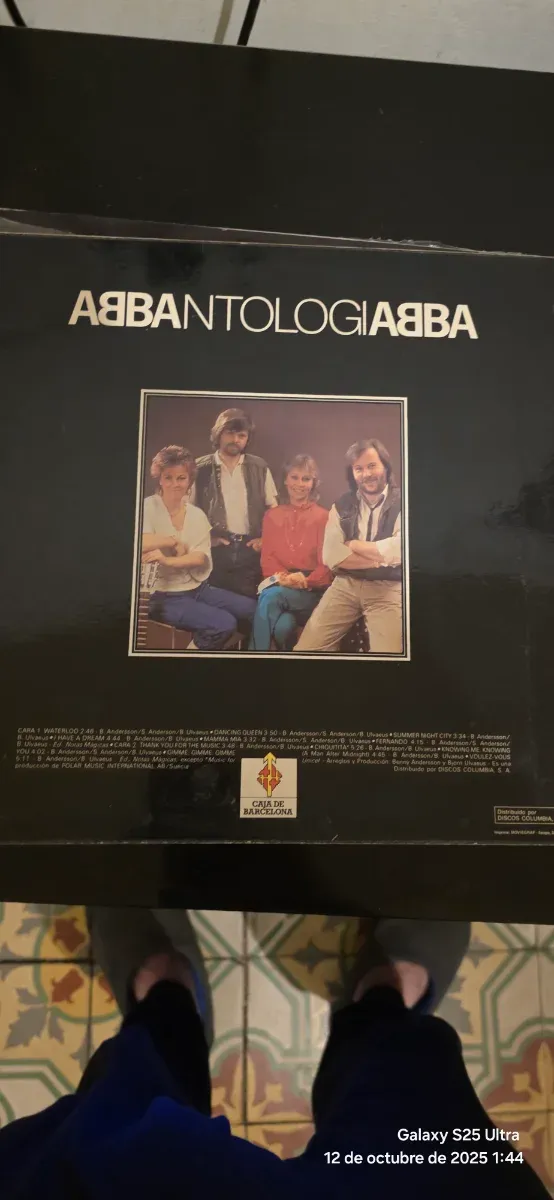 AᗺBANTOLOGIAᗺBA
CARA 1. WATERLOO 2:46 · B. Andersson/S. Anderson/B. Ulvaeus • DANCING QUEEN 3:50 · B. Andersson/S. Anderson/B. Ulvaeus • SUMMER NIGHT CITY 3:34 · B. Andersson/
B. Ulvaeus • I HAVE A DREAM 4:44 · B. Andersson/B. Ulvaeus • MAMMA MIA 3:32 · B. Andersson/S. Anderson/B. Ulvaeus • FERNANDO 4:15 · B. Andersson/S. Anderson/
B. Ulvaeus · Ed. Notas Mágicas • CARA 2. THANK YOU FOR THE MUSIC 3:48 · B. Andersson/B. Ulvaeus • CHIQUITITA* 5:26 · B. Andersson/B. Ulvaeus • KNOWING ME, KNOWING
YOU 4:02 · B. Andersson/S. Anderson/B. Ulvaeus • GIMME, GIMME, GIMME (A Man After Midnight) 4:46 · B. Andersson/B. Ulvaeus • VOULEZ-VOUS
5:11 · B. Andersson/B. Ulvaeus · Ed. Notas Mágicas, excepto *Music for Unicef · Arreglos y Producción: Benny Andersson y Björn Ulvaeus · Es una
producción de POLAR MUSIC INTERNATIONAL AB/Suecia Distribuido por DISCOS COLUMBIA, S. A.
CAJA DE
BARCELONA
Distribuido por
DISCOS COLUMBIA,
Galaxy S25 Ultra
12 de octubre de 2025 1:44